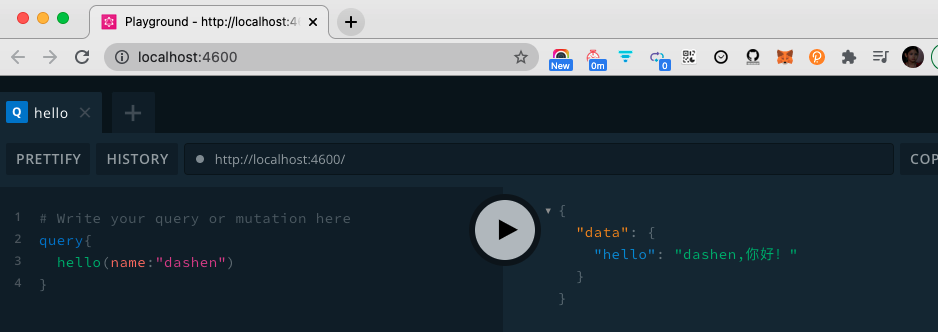 Playground - http://localhost:4
localhost:4600
New
0m
0
Q hello
PRETTIFY
HISTORY
http://localhost:4600/
COP
1 # Write your query or mutation here
2 query{
3 hello(name:"dashen")
4 }
{
"data": {
"hello": "dashen,你好！"
}
}